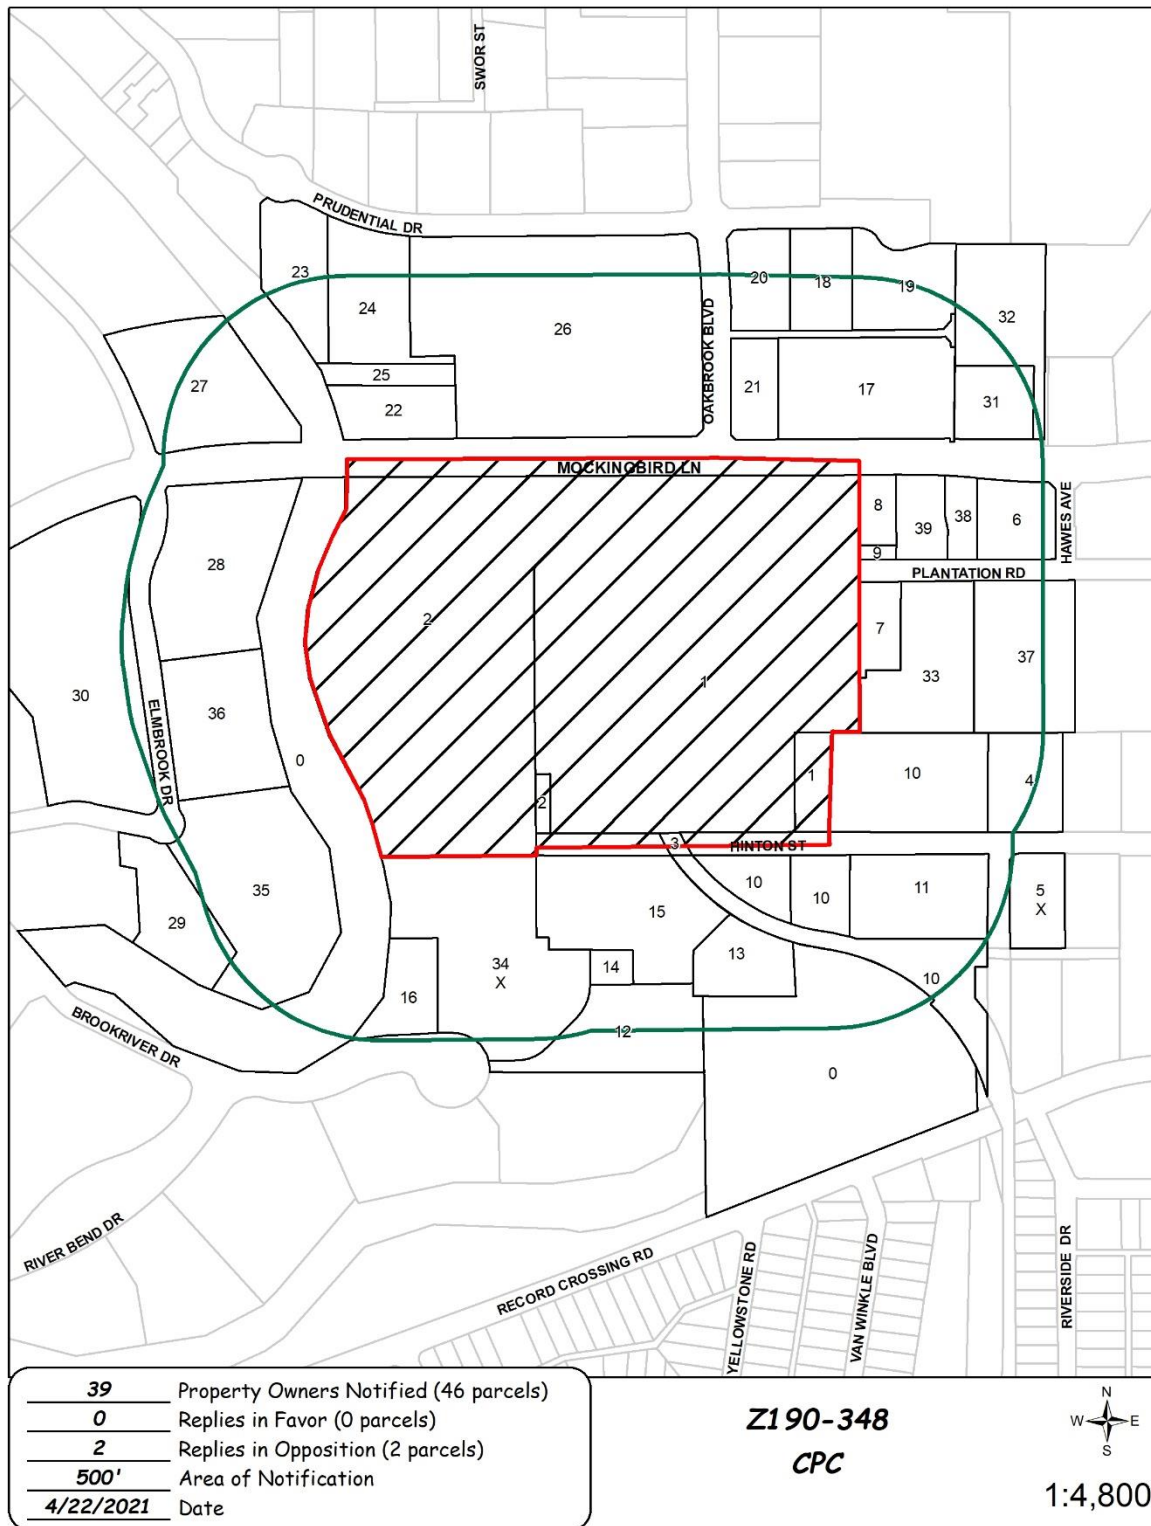 SWOR ST
PRUDENTIAL DR
23
20
18
19
24
26
32
OAKBROOK BLVD
27
25
21
17
31
22
MOCKINGBIRD LN
8
39
38
6
HAWES AVE
28
9
PLANTATION RD
2
7
37
33
1
30
36
ELMBROOK DR
0
1
10
4
2
3
HINTON ST
10
10
11
5
X
35
15
29
34
X
14
13
10
16
12
BROOKRIVER DR
0
RIVER BEND DR
RECORD CROSSING RD
YELLOWSTONE RD
VAN WINKLE BLVD
RIVERSIDE DR
39 Property Owners Notified (46 parcels)
0 Replies in Favor (0 parcels)
2 Replies in Opposition (2 parcels)
500' Area of Notification
4/22/2021 Date
Z190-348
CPC
N
W E
S
1:4,800